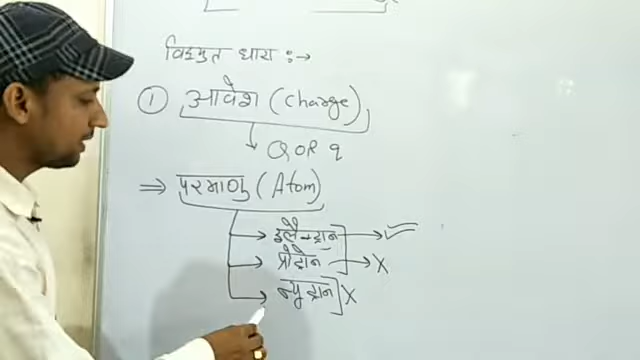 विद्युत धारा :→
① आवेश (Charge)
Q OR q
⇒ परमाणु (Atom)
इलेक्ट्रान → ✓
प्रोटोन → X
न्यूट्रान X